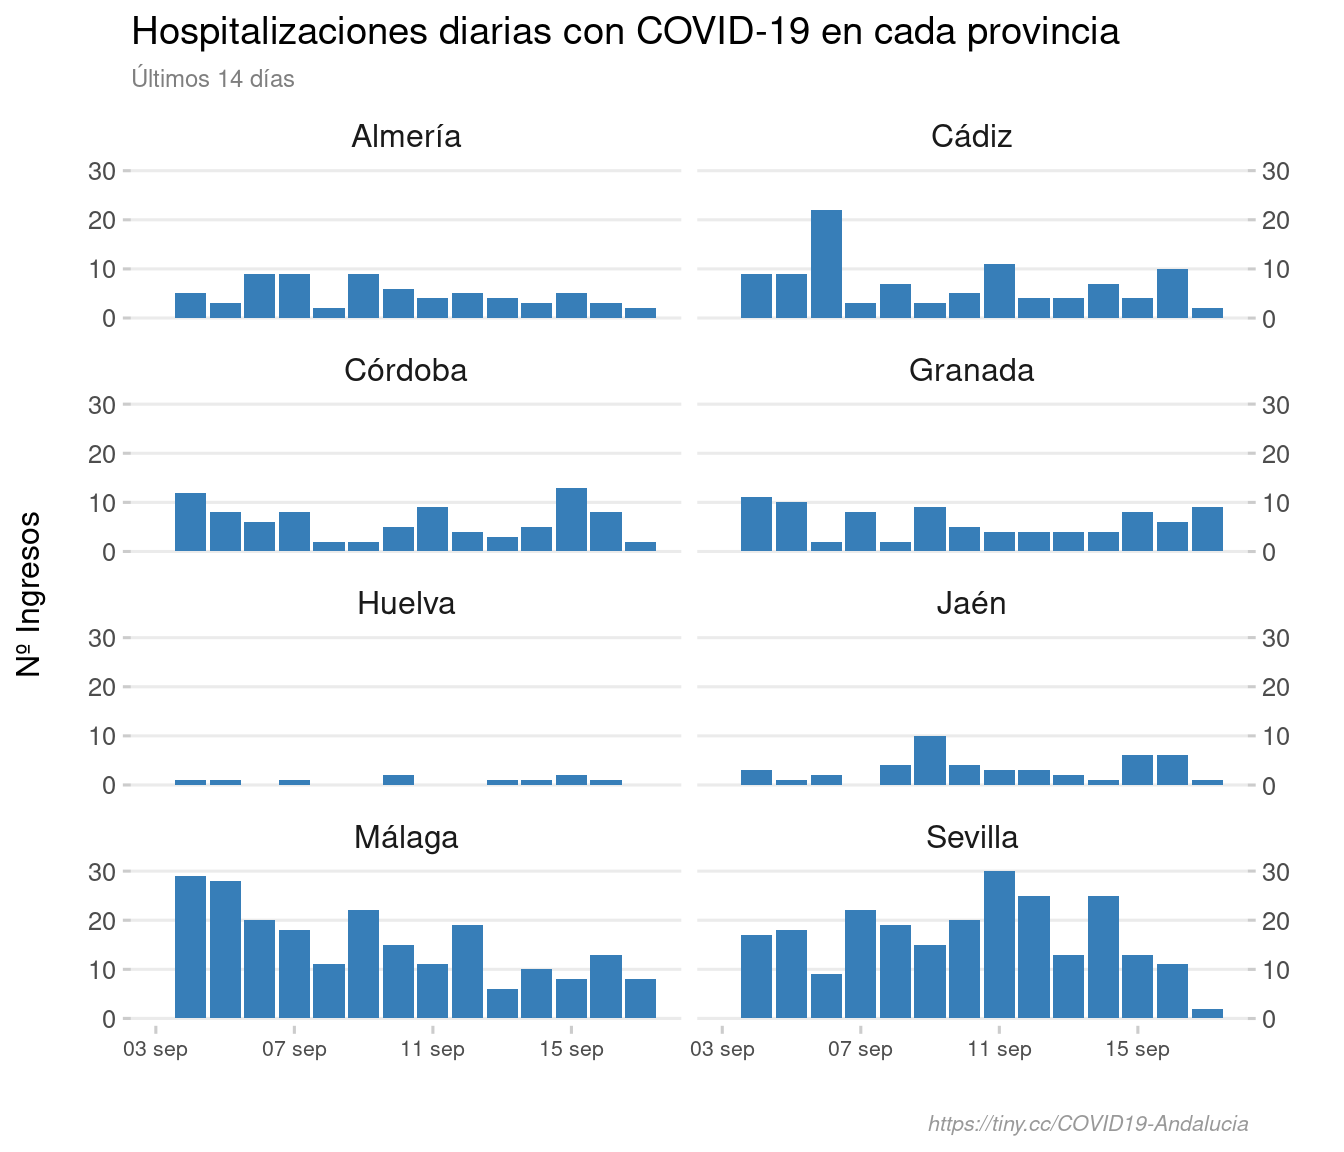 Hospitalizaciones diarias con COVID-19 en cada provincia
Últimos 14 días
Almería
Cádiz
30
20
10
0
30
20
10
0
Córdoba
Granada
30
20
10
0
30
20
10
0
Nº Ingresos
Huelva
Jaén
30
20
10
0
30
20
10
0
Málaga
Sevilla
30
20
10
0
30
20
10
0
03 sep 07 sep 11 sep 15 sep
03 sep 07 sep 11 sep 15 sep
https://tiny.cc/COVID19-Andalucia